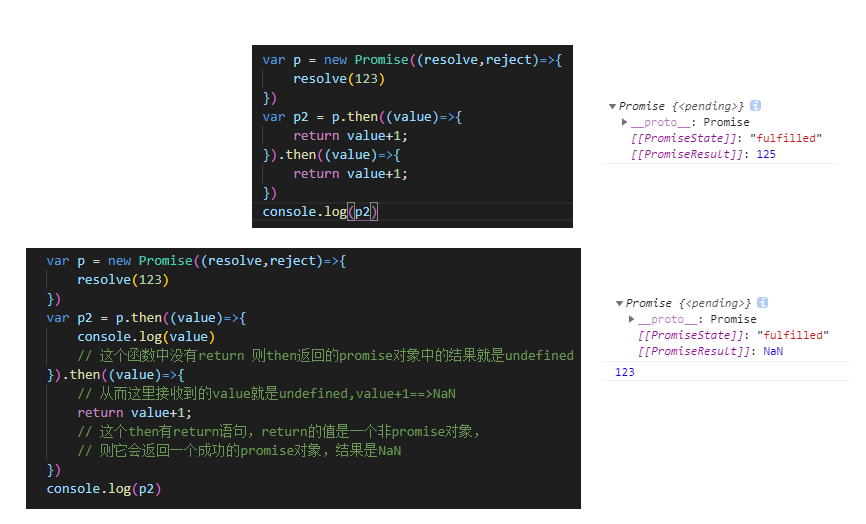 var p = new Promise((resolve,reject)=>{
    resolve(123)
})
var p2 = p.then((value)=>{
    return value+1;
}).then((value)=>{
    return value+1;
})
console.log(p2)
▼Promise {<pending>} i
▶__proto__: Promise
[[PromiseState]]: "fulfilled"
[[PromiseResult]]: 125
var p = new Promise((resolve,reject)=>{
    resolve(123)
})
var p2 = p.then((value)=>{
    console.log(value)
    // 这个函数中没有return 则then返回的promise对象中的结果就是undefined
}).then((value)=>{
    // 从而这里接收到的value就是undefined,value+1==>NaN
    return value+1;
    // 这个then有return语句，return的值是一个非promise对象，
    // 则它会返回一个成功的promise对象，结果是NaN
})
console.log(p2)
▼Promise {<pending>} i
▶__proto__: Promise
[[PromiseState]]: "fulfilled"
[[PromiseResult]]: NaN
123